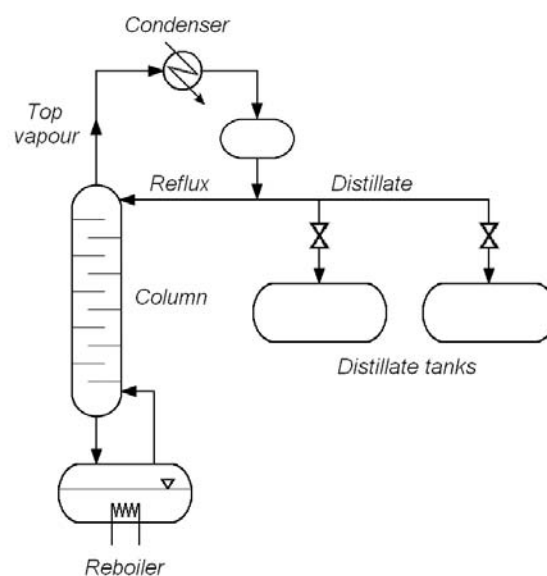 Condenser
Top
vapour
Reflux
Distillate
Column
Distillate tanks
Reboiler